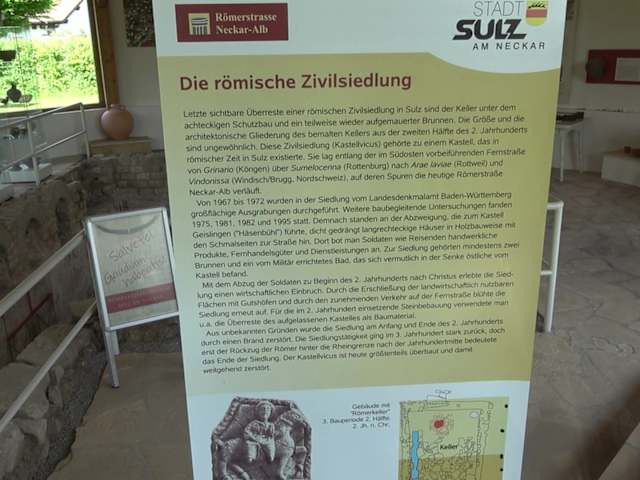 Römerstrasse
Neckar-Alb
STADT
SULZ
AM NECKAR
Die römische Zivilsiedlung
Letzte sichtbare Überreste einer römischen Zivilsiedlung in Sulz sind der Keller unter dem
achteckigen Schutzbau und ein teilweise wieder aufgemauerter Brunnen. Die Größe und die
architektonische Gliederung des bemalten Kellers aus der zweiten Hälfte des 2. Jahrhunderts
sind ungewöhnlich. Diese Zivilsiedlung (Kastellvicus) gehörte zu einem Kastell, das in
römischer Zeit in Sulz existierte. Sie lag entlang der im Südosten vorbeiführenden Fernstraße
von Grinario (Köngen) über Sumelocenna (Rottenburg) nach Arae flaviae (Rottweil) und
Vindonissa (Windisch/Brugg, Nordschweiz), auf deren Spuren die heutige Römerstraße
Neckar-Alb verläuft.
Von 1967 bis 1972 wurden in der Siedlung vom Landesdenkmalamt Baden-Württemberg
großflächige Ausgrabungen durchgeführt. Weitere baubegleitende Untersuchungen fanden
1975, 1981, 1982 und 1995 statt. Demnach standen an der Abzweigung, die zum Kastell
Geislingen ("Häsenbühl") führte, dicht gedrängt langrechteckige Häuser in Holzbauweise mit
den Schmalseiten zur Straße hin. Dort bot man Soldaten wie Reisenden handwerkliche
Produkte, Fernhandelsgüter und Dienstleistungen an. Zur Siedlung gehörten mindestens zwei
Brunnen und ein vom Militär errichtetes Bad, das sich vermutlich in der Senke östlich vom
Kastell befand.
Mit dem Abzug der Soldaten zu Beginn des 2. Jahrhunderts nach Christus erlebte die Sied-
lung einen wirtschaftlichen Einbruch. Durch die Erschließung der landwirtschaftlich nutzbaren
Flächen mit Gutshöfen und durch den zunehmenden Verkehr auf der Fernstraße blühte die
Siedlung erneut auf. Für die im 2. Jahrhundert einsetzende Steinbebauung verwendete man
u.a. die Überreste des aufgelassenen Kastells als Baumaterial.
Aus unbekannten Gründen wurde die Siedlung am Anfang und Ende des 2. Jahrhunderts
durch einen Brand zerstört. Die Siedlungstätigkeit ging im 3. Jahrhundert stark zurück, doch
erst der Rückzug der Römer hinter die Rheingrenze nach der Jahrhundertmitte bedeutete
das Ende der Siedlung. Der Kastellvicus ist heute größtenteils überbaut und damit
weitgehend zerstört.
Gebäude mit
"Römerkeller"
3. Bauperiode 2. Hälfte
2. Jh. n. Chr.
Keller